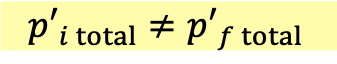 p′i total ≠ p′f total